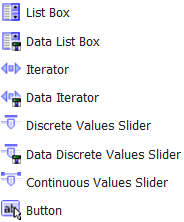 List Box
Data List Box
Iterator
Data Iterator
Discrete Values Slider
Data Discrete Values Slider
Continuous Values Slider
ab Button